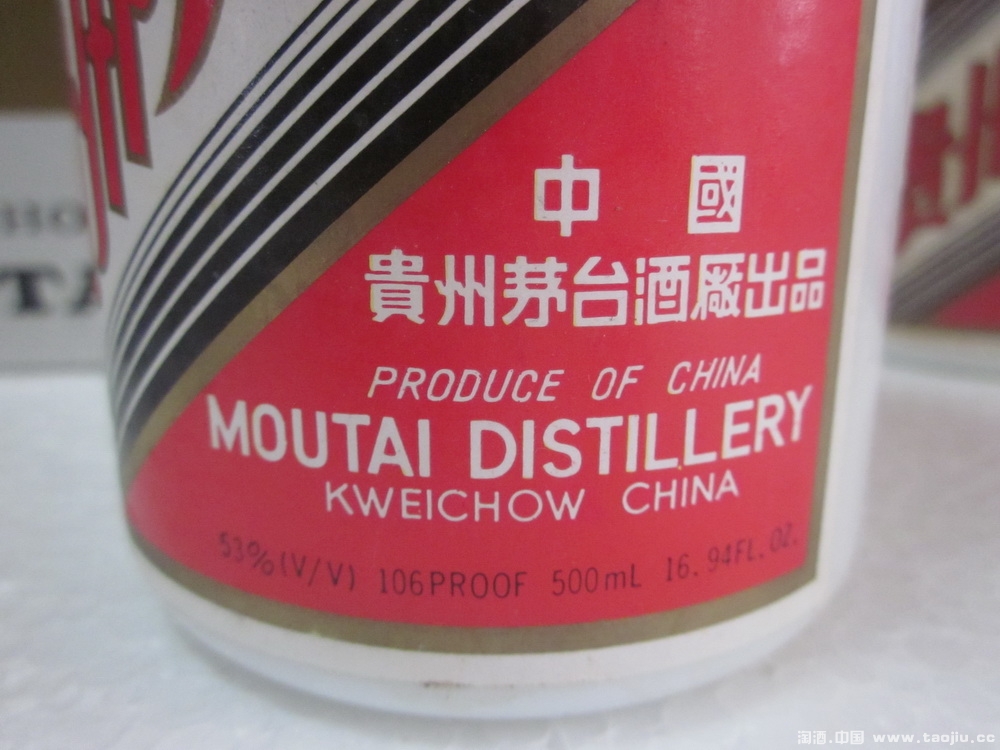 中國
貴州茅台酒廠出品
PRODUCE OF CHINA
MOUTAI DISTILLERY
KWEICHOW CHINA
53%(V/V) 106PROOF 500mL 16.94FL.OZ.
淘酒.中国 www.taojiu.cc